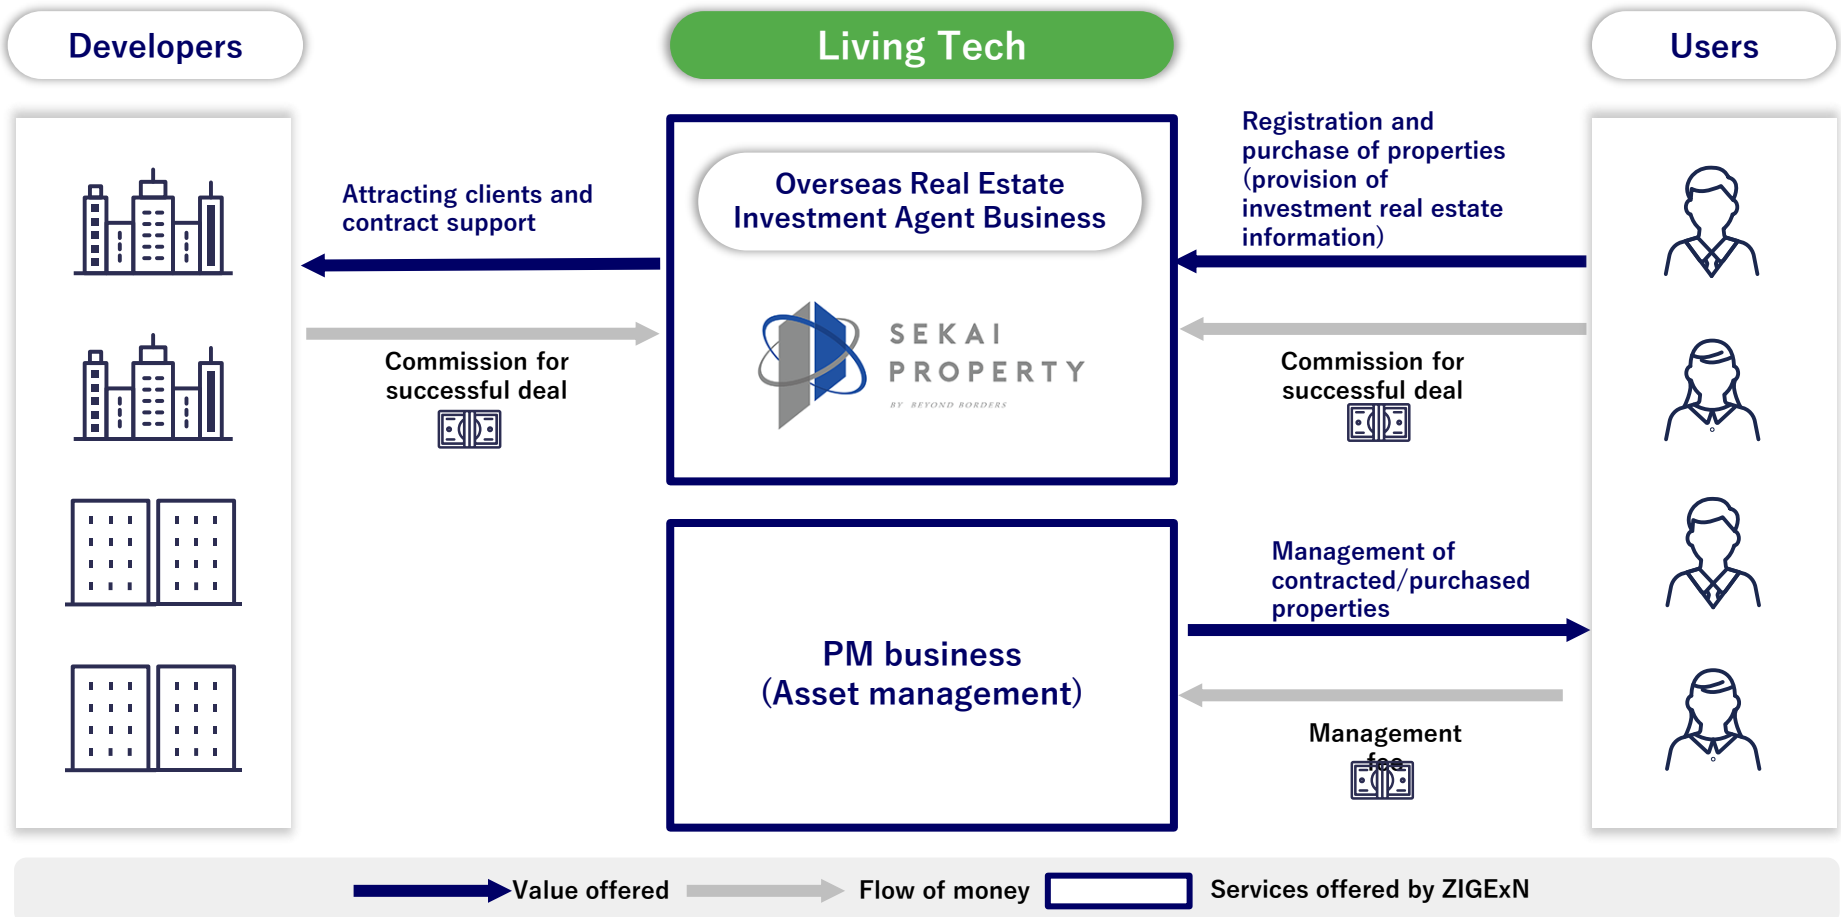 Developers
Living Tech
Users
Attracting clients and
contract support
Commission for
successful deal
Overseas Real Estate
Investment Agent Business
SEKAI
PROPERTY
BY BEYOND BORDERS
Registration and
purchase of properties
(provision of
investment real estate
information)
Commission for
successful deal
PM business
(Asset management)
Management of
contracted/purchased
properties
Management
fee
Value offered
Flow of money
Services offered by ZIGExN